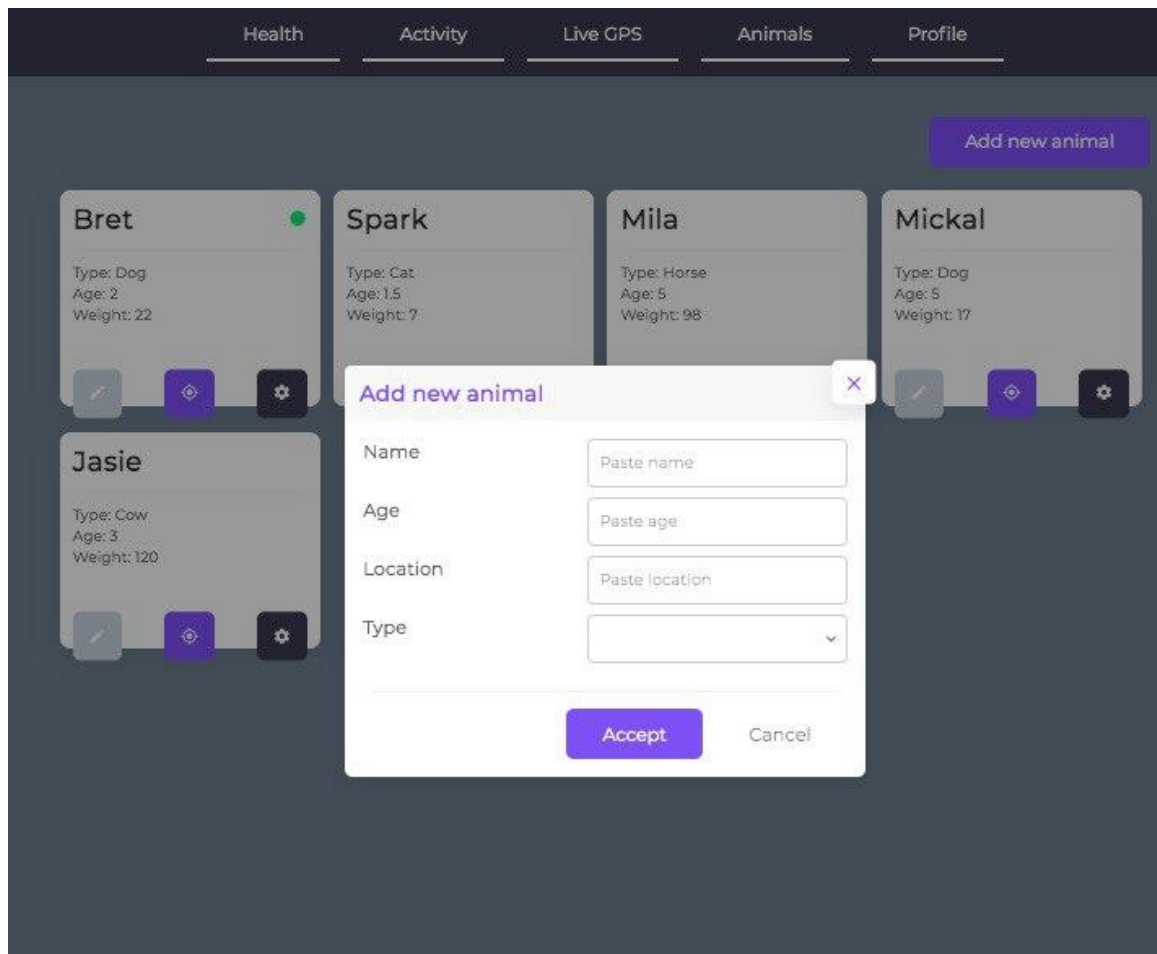 Health Activity Live GPS Animals Profile
Add new animal
Bret
Type: Dog
Age: 2
Weight: 22
Spark
Type: Cat
Age: 1.5
Weight: 7
Mila
Type: Horse
Age: 5
Weight: 98
Mickal
Type: Dog
Age: 5
Weight: 17
Jasie
Type: Cow
Age: 3
Weight: 120
Add new animal
Name Paste name
Age Paste age
Location Paste location
Type
Accept Cancel